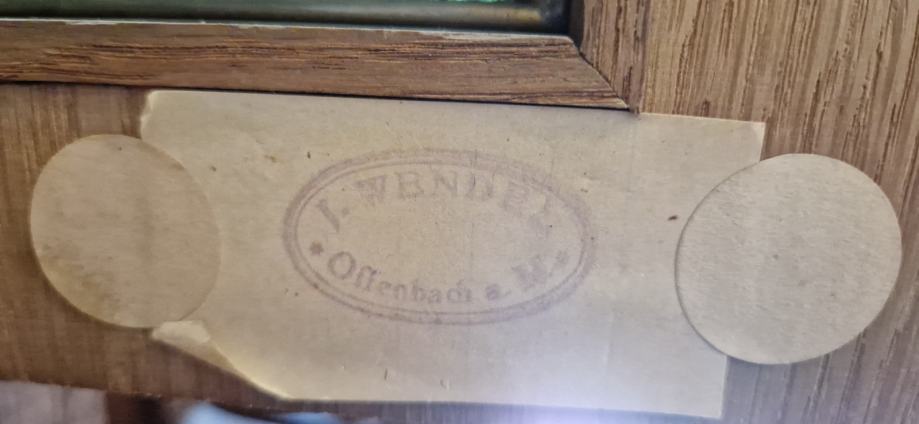 J. WENDEL
* Offenbach a. M. *